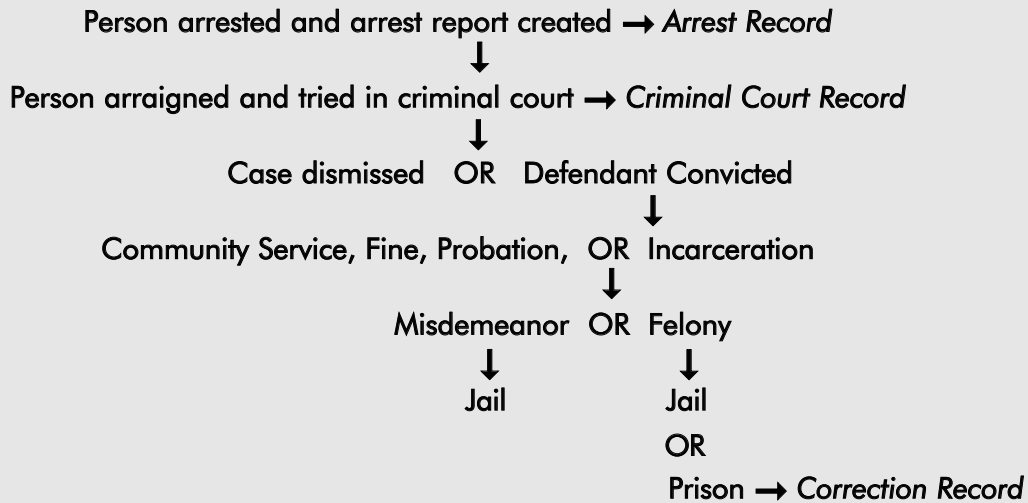 Person arrested and arrest report created → Arrest Record
↓
Person arraigned and tried in criminal court → Criminal Court Record
↓
Case dismissed OR Defendant Convicted
↓
Community Service, Fine, Probation, OR Incarceration
↓
Misdemeanor OR Felony
↓ ↓
Jail Jail
OR
Prison → Correction Record